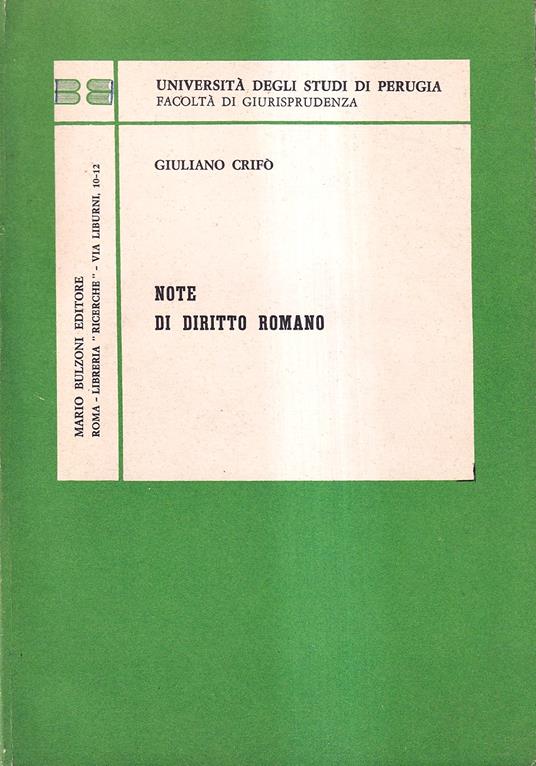 UNIVERSITÀ DEGLI STUDI DI PERUGIA
FACOLTÀ DI GIURISPRUDENZA
GIULIANO CRIFÒ
NOTE
DI DIRITTO ROMANO
MARIO BULZONI EDITORE
ROMA - LIBRERIA "RICERCHE" - VIA LIBURNI, 10-12